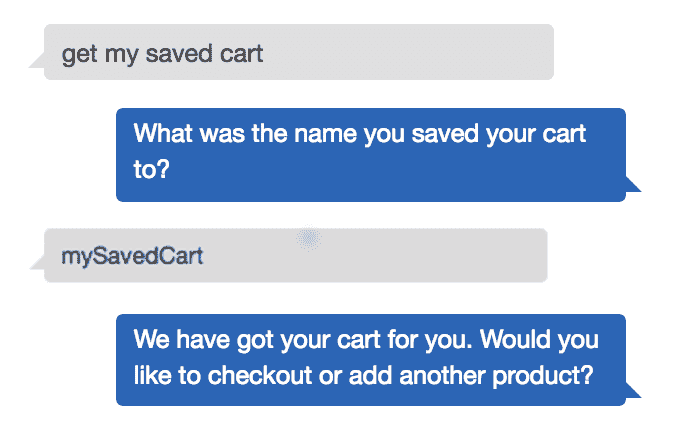 get my saved cart
What was the name you saved your cart
to?
mySavedCart
We have got your cart for you. Would you
like to checkout or add another product?